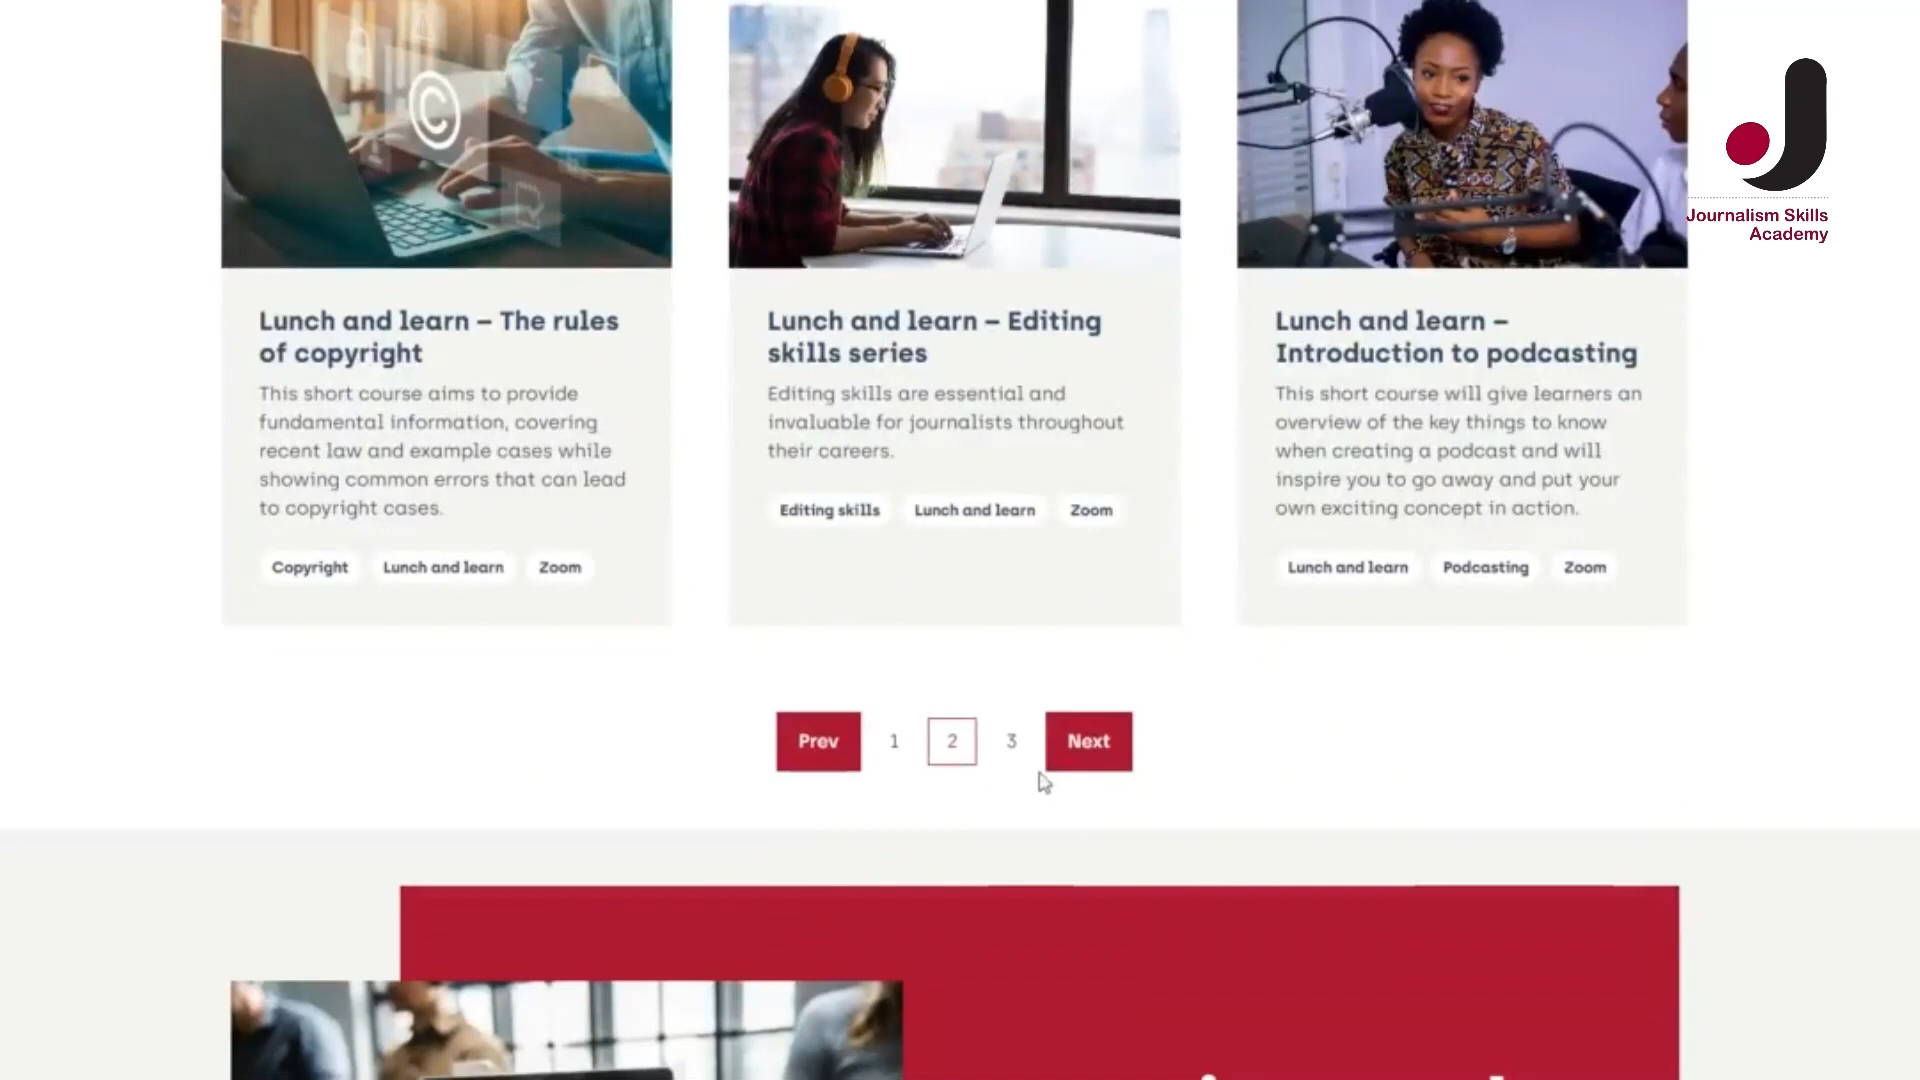 ©
Journalism Skills
Academy
Lunch and learn – The rules
of copyright
This short course aims to provide
fundamental information, covering
recent law and example cases while
showing common errors that can lead
to copyright cases.
Copyright Lunch and learn Zoom
Lunch and learn – Editing
skills series
Editing skills are essential and
invaluable for journalists throughout
their careers.
Editing skills Lunch and learn Zoom
Lunch and learn –
Introduction to podcasting
This short course will give learners an
overview of the key things to know
when creating a podcast and will
inspire you to go away and put your
own exciting concept in action.
Lunch and learn Podcasting Zoom
Prev 1 2 3 Next